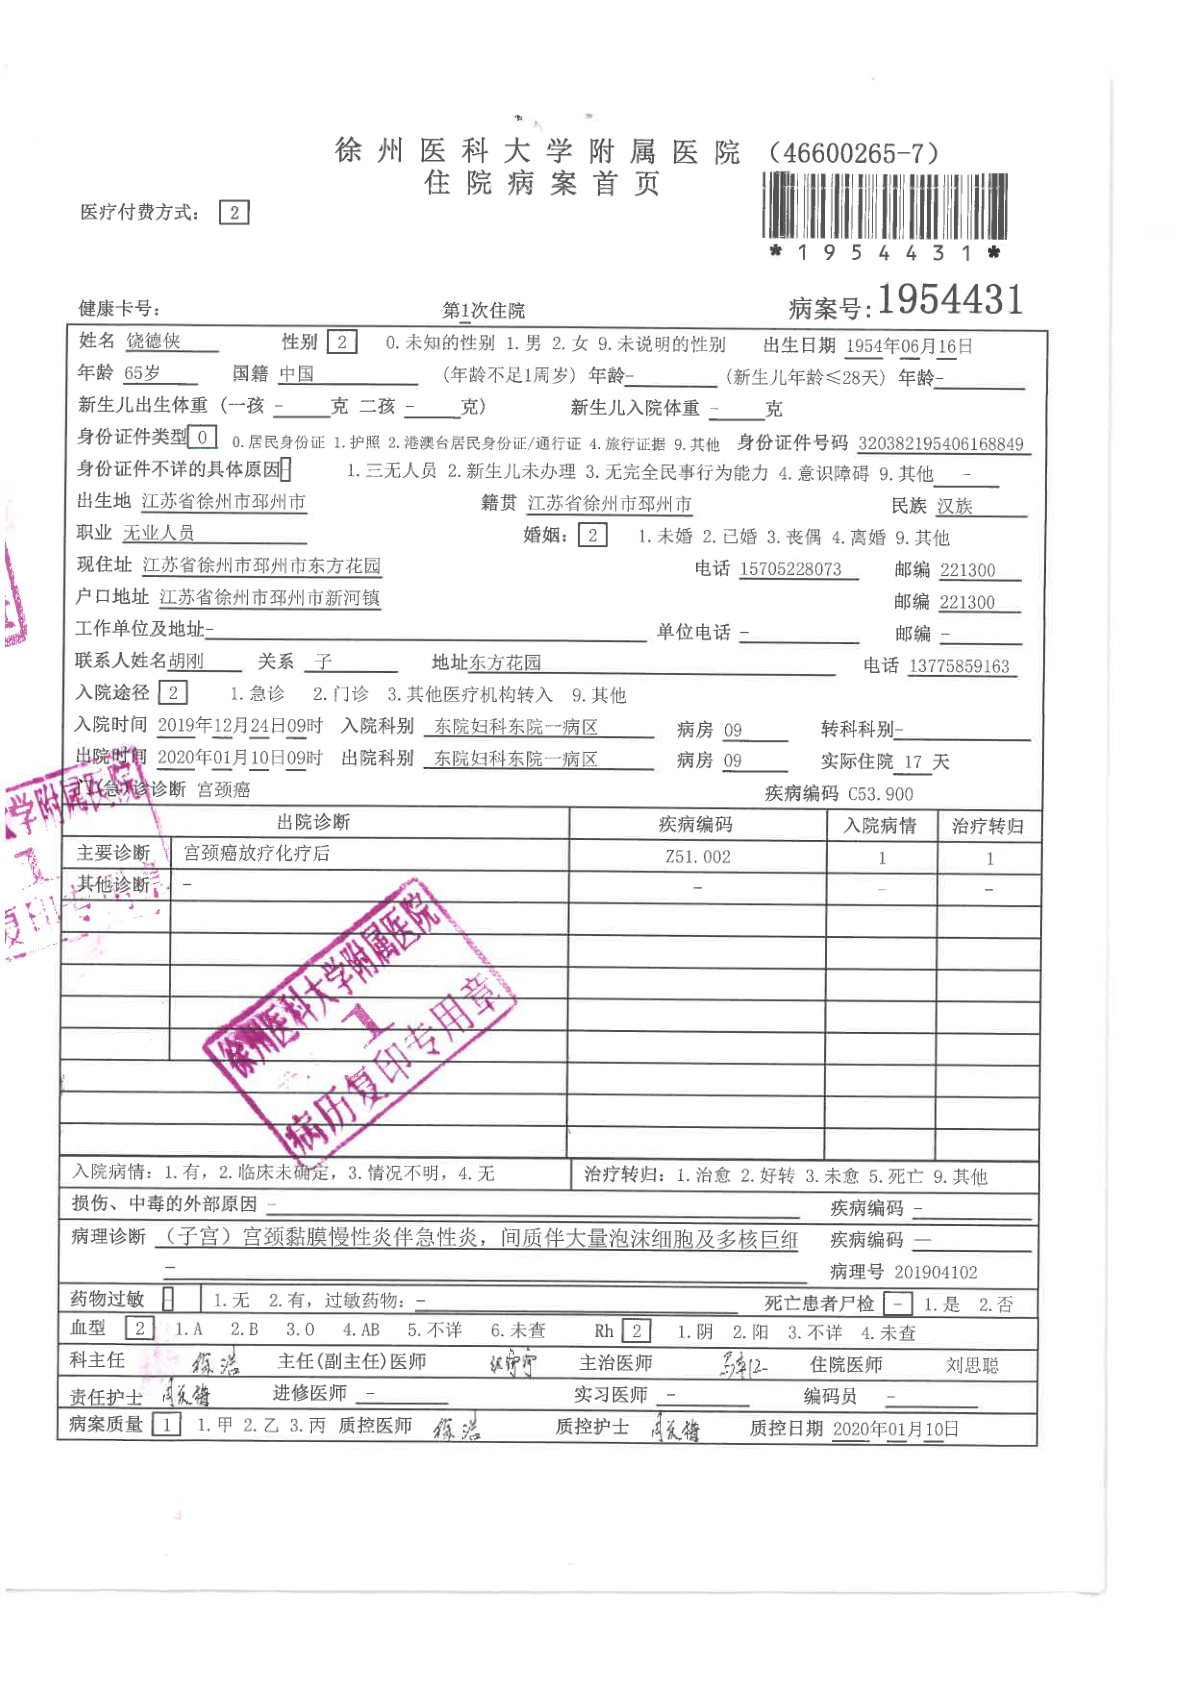 徐州医科大学附属医院（46600265-7）
住院病案首页
医疗付费方式： 2
*1954431*
健康卡号： 第1次住院 病案号：1954431
姓名 饶德侠 性别 2 0.未知的性别 1.男 2.女 9.未说明的性别 出生日期 1954年06月16日
年龄 65岁 国籍 中国 （年龄不足1周岁）年龄- （新生儿年龄≤28天）年龄-
新生儿出生体重（一孩 - 克 二孩 - 克） 新生儿入院体重 - 克
身份证件类型 0 0.居民身份证 1.护照 2.港澳台居民身份证/通行证 4.旅行证据 9.其他 身份证件号码 320382195406168849
身份证件不详的具体原因 - 1.三无人员 2.新生儿未办理 3.无完全民事行为能力 4.意识障碍 9.其他 -
出生地 江苏省徐州市邳州市 籍贯 江苏省徐州市邳州市 民族 汉族
职业 无业人员 婚姻： 2 1.未婚 2.已婚 3.丧偶 4.离婚 9.其他
现住址 江苏省徐州市邳州市东方花园 电话 15705228073 邮编 221300
户口地址 江苏省徐州市邳州市新河镇 邮编 221300
工作单位及地址- 单位电话 - 邮编 -
联系人姓名胡刚 关系 子 地址东方花园 电话 13775859163
入院途径 2 1.急诊 2.门诊 3.其他医疗机构转入 9.其他
入院时间 2019年12月24日09时 入院科别 东院妇科东院一病区 病房 09 转科科别-
出院时间 2020年01月10日09时 出院科别 东院妇科东院一病区 病房 09 实际住院 17 天
门(急)诊诊断 宫颈癌 疾病编码 C53.900
出院诊断 疾病编码 入院病情 治疗转归
主要诊断 宫颈癌放疗化疗后 Z51.002 1 1
其他诊断 - - - -
学附属医院
1
复印专用章
徐州医科大学附属医院
1
病历复印专用章
入院病情：1.有，2.临床未确定，3.情况不明，4.无 治疗转归：1.治愈 2.好转 3.未愈 5.死亡 9.其他
损伤、中毒的外部原因 - 疾病编码 -
病理诊断 （子宫）宫颈黏膜慢性炎伴急性炎，间质伴大量泡沫细胞及多核巨细 疾病编码 —
- 病理号 201904102
药物过敏 - 1.无 2.有，过敏药物：- 死亡患者尸检 - 1.是 2.否
血型 2 1.A 2.B 3.O 4.AB 5.不详 6.未查 Rh 2 1.阴 2.阳 3.不详 4.未查
科主任 主任(副主任)医师 主治医师 住院医师 刘思聪
责任护士 进修医师 - 实习医师 - 编码员 -
病案质量 1 1.甲 2.乙 3.丙 质控医师 质控护士 质控日期 2020年01月10日